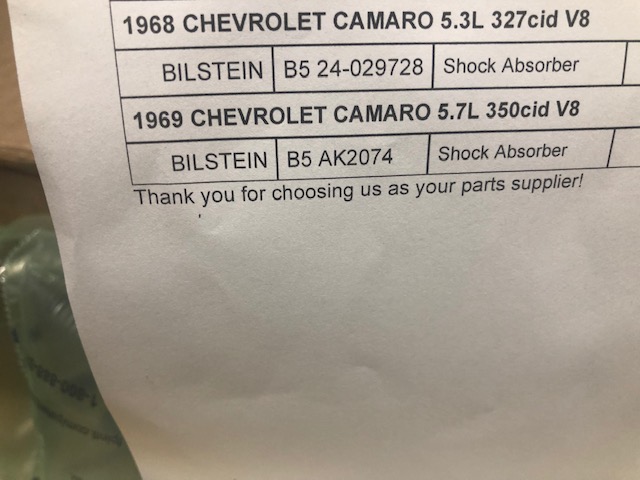 1968 CHEVROLET CAMARO 5.3L 327cid V8
BILSTEIN B5 24-029728 Shock Absorber
1969 CHEVROLET CAMARO 5.7L 350cid V8
BILSTEIN B5 AK2074 Shock Absorber
Thank you for choosing us as your parts supplier!